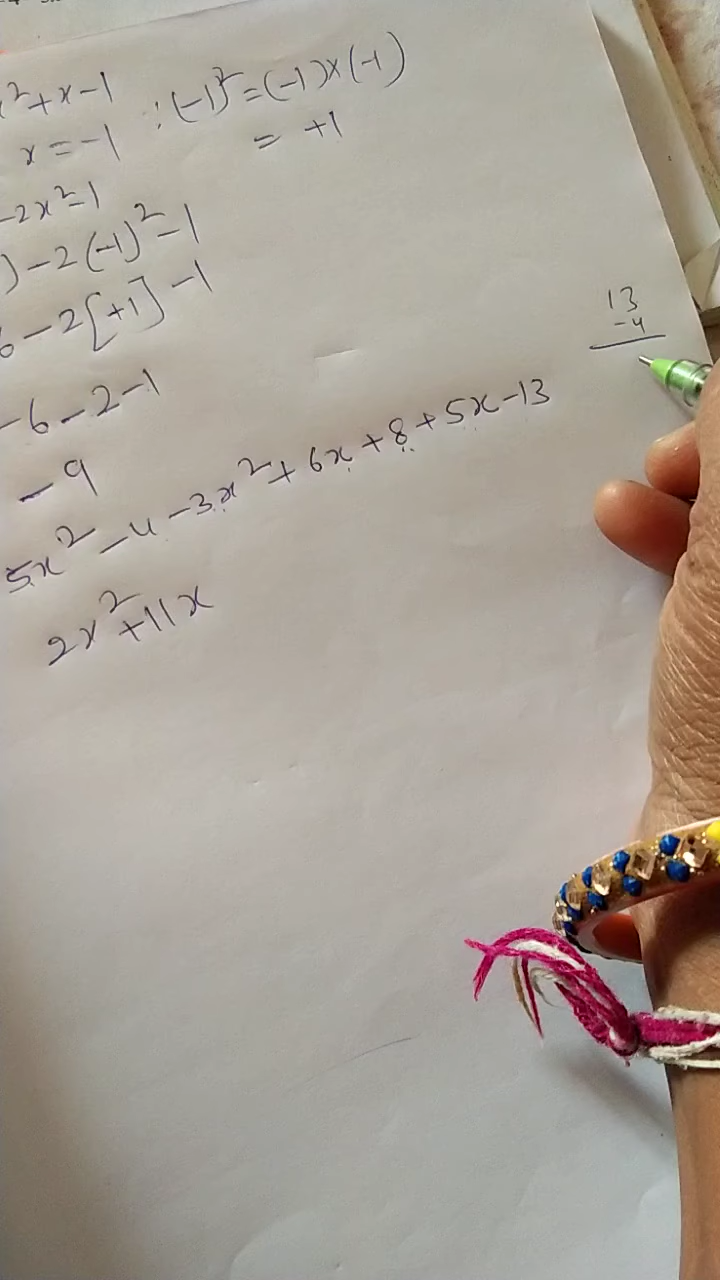 x²+x-1
x = -1 ; (-1)² = (-1)×(-1)
= +1
-2x²-1
)-2(-1)²-1
6-2[+1]-1
-6-2-1
-9
13
-4
5x²-4-3x²+6x+8+5x-13
2x²+11x